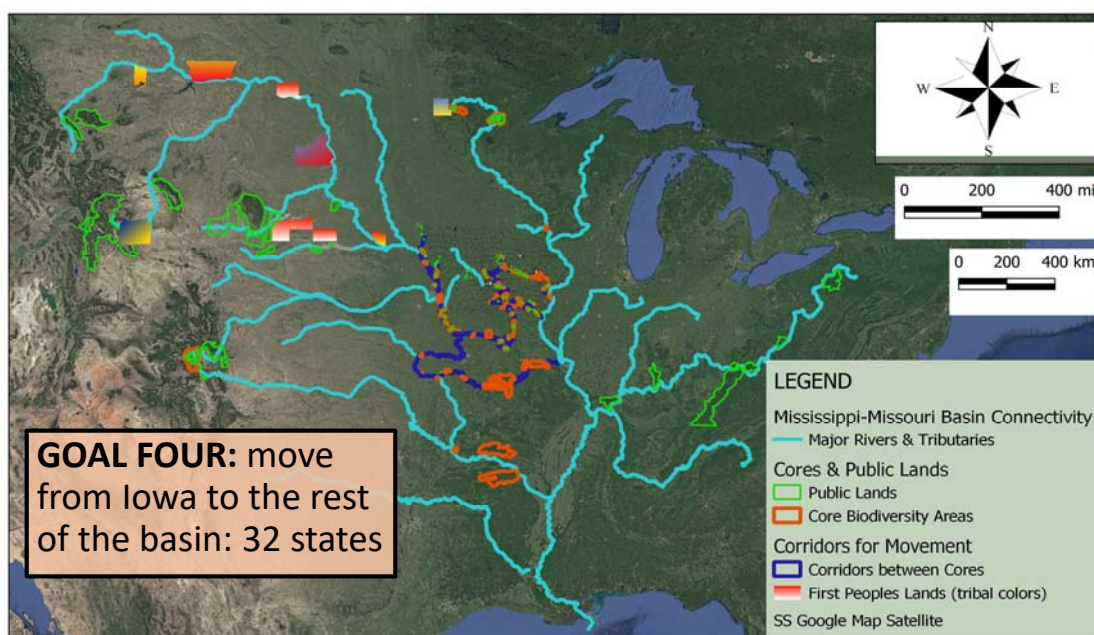 N
W
E
S
0 200 400 mi
0 200 400 km
LEGEND
Mississippi-Missouri Basin Connectivity
Major Rivers & Tributaries
Cores & Public Lands
Public Lands
Core Biodiversity Areas
Corridors for Movement
Corridors between Cores
First Peoples Lands (tribal colors)
SS Google Map Satellite
GOAL FOUR: move
from Iowa to the rest
of the basin: 32 states